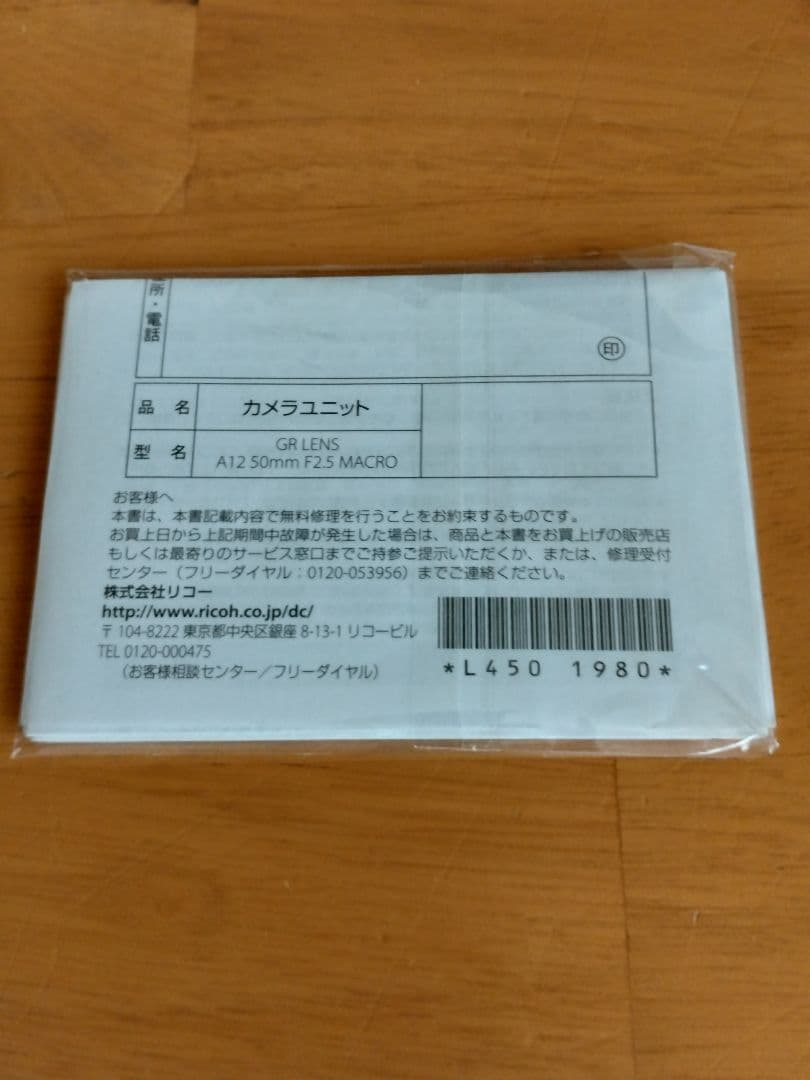 所・電話
印
品 名 カメラユニット
型 名 GR LENS
A12 50mm F2.5 MACRO
お客様へ
本書は、本書記載内容で無料修理を行うことをお約束するものです。
お買上日から上記期間中故障が発生した場合は、商品と本書をお買上げの販売店
もしくは最寄りのサービス窓口までご持参ご提示いただくか、または、修理受付
センター（フリーダイヤル：0120-053956）までご連絡ください。
株式会社リコー
http://www.ricoh.co.jp/dc/
〒104-8222 東京都中央区銀座 8-13-1 リコービル
TEL 0120-000475
（お客様相談センター／フリーダイヤル）
*L450 1980*